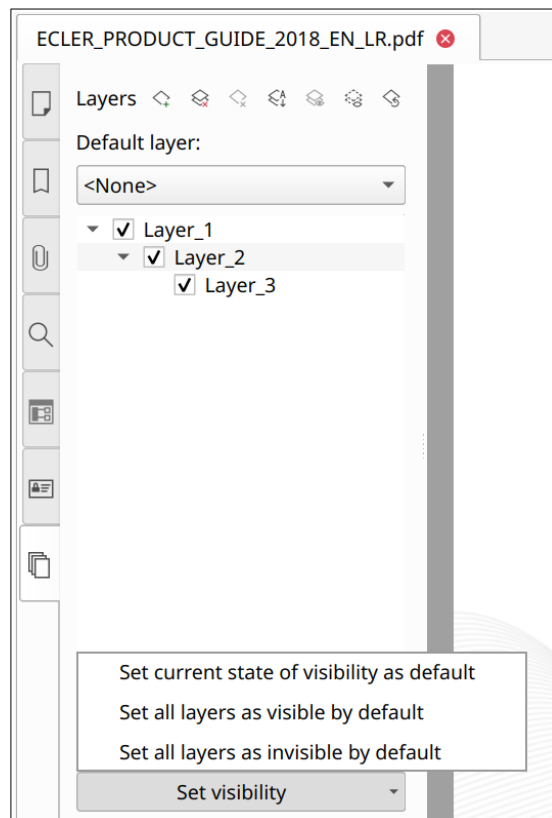 ECLER_PRODUCT_GUIDE_2018_EN_LR.pdf
Layers
Default layer:
<None>
Layer_1
Layer_2
Layer_3
Set current state of visibility as default
Set all layers as visible by default
Set all layers as invisible by default
Set visibility